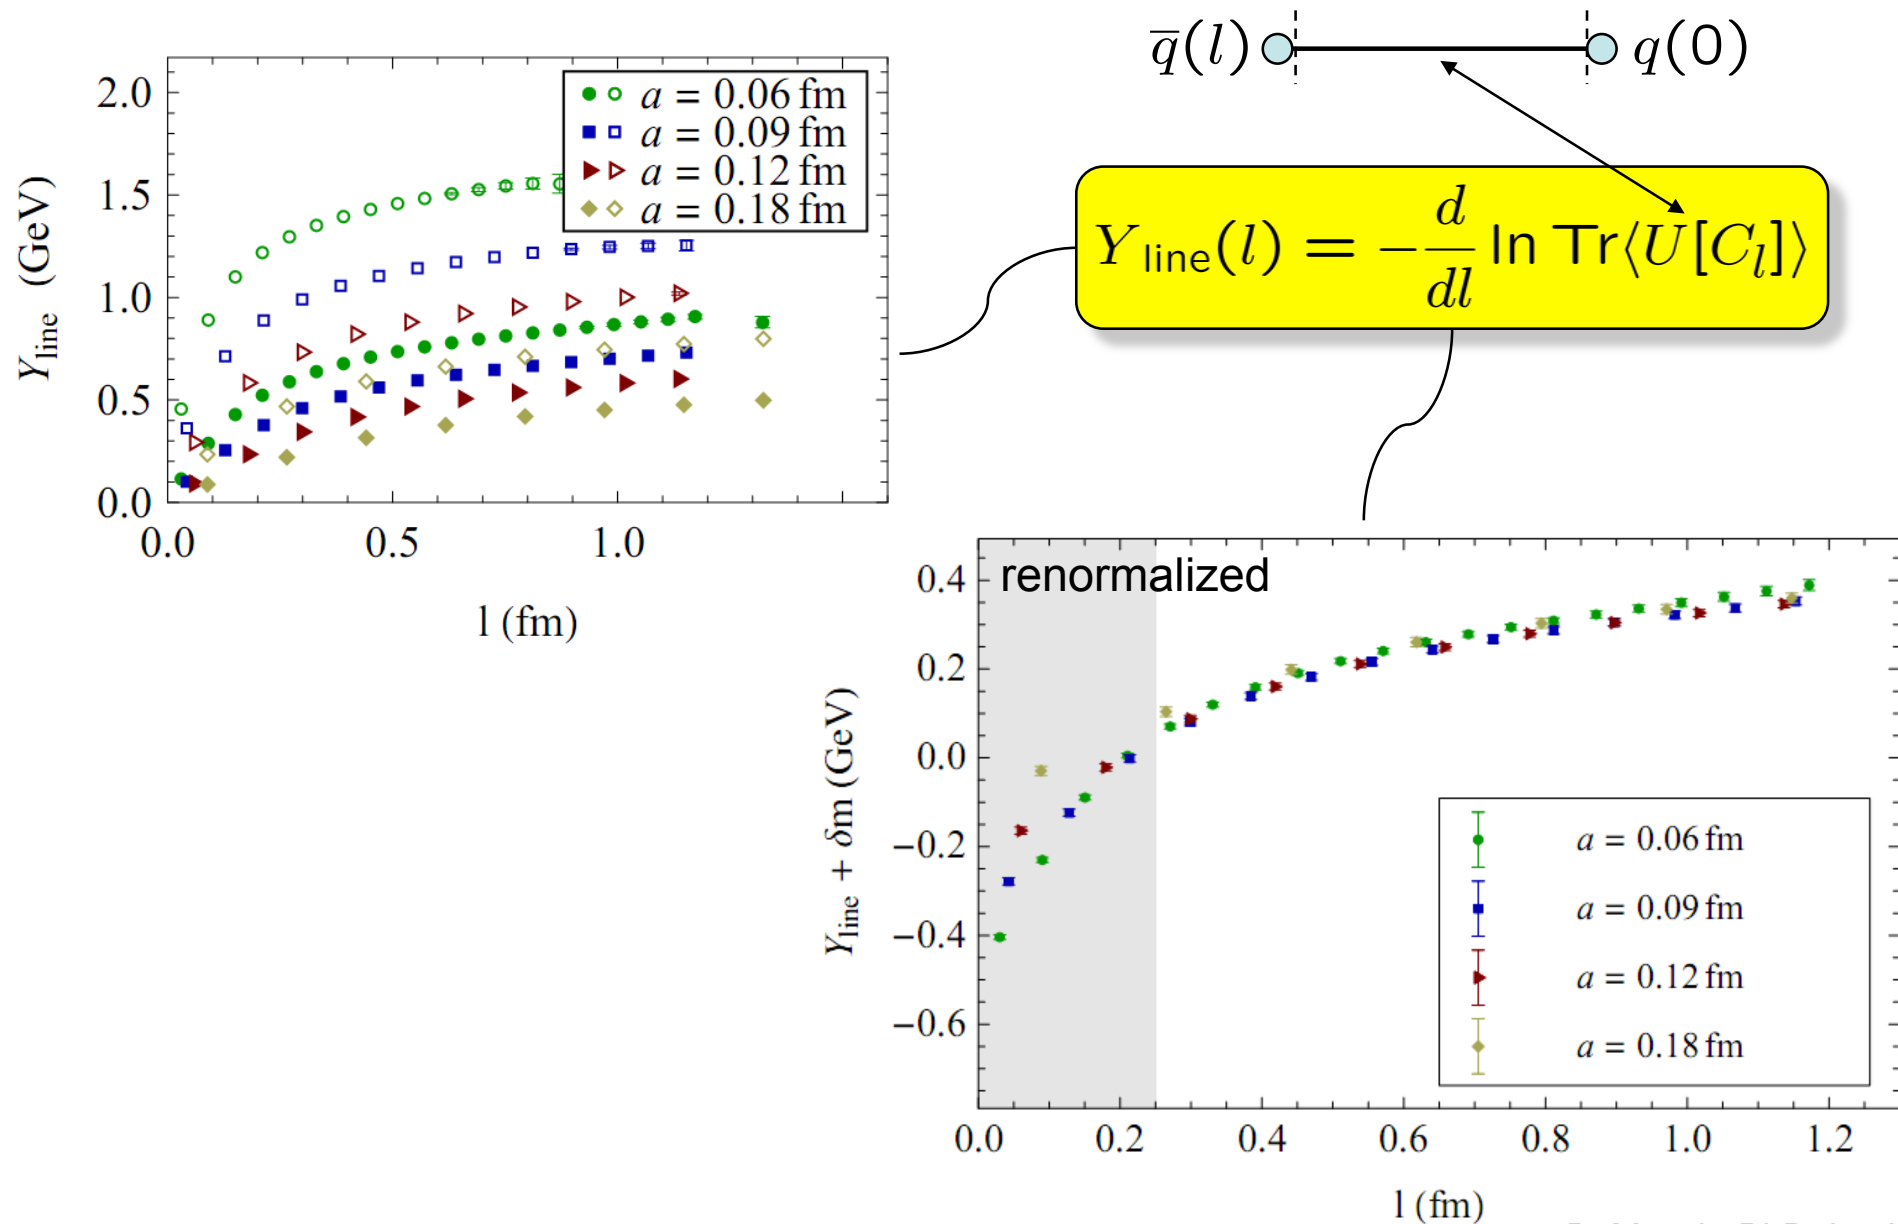 q̅(l) q(0)
2.0
1.5
1.0
0.5
0.0
0.0 0.5 1.0
Y_line (GeV)
l (fm)
a = 0.06 fm
a = 0.09 fm
a = 0.12 fm
a = 0.18 fm
Y_line(l) = −d/dl ln Tr⟨U[C_l]⟩
renormalized
0.4
0.2
0.0
−0.2
−0.4
−0.6
Y_line + δm (GeV)
a = 0.06 fm
a = 0.09 fm
a = 0.12 fm
a = 0.18 fm
0.0 0.2 0.4 0.6 0.8 1.0 1.2
l (fm)